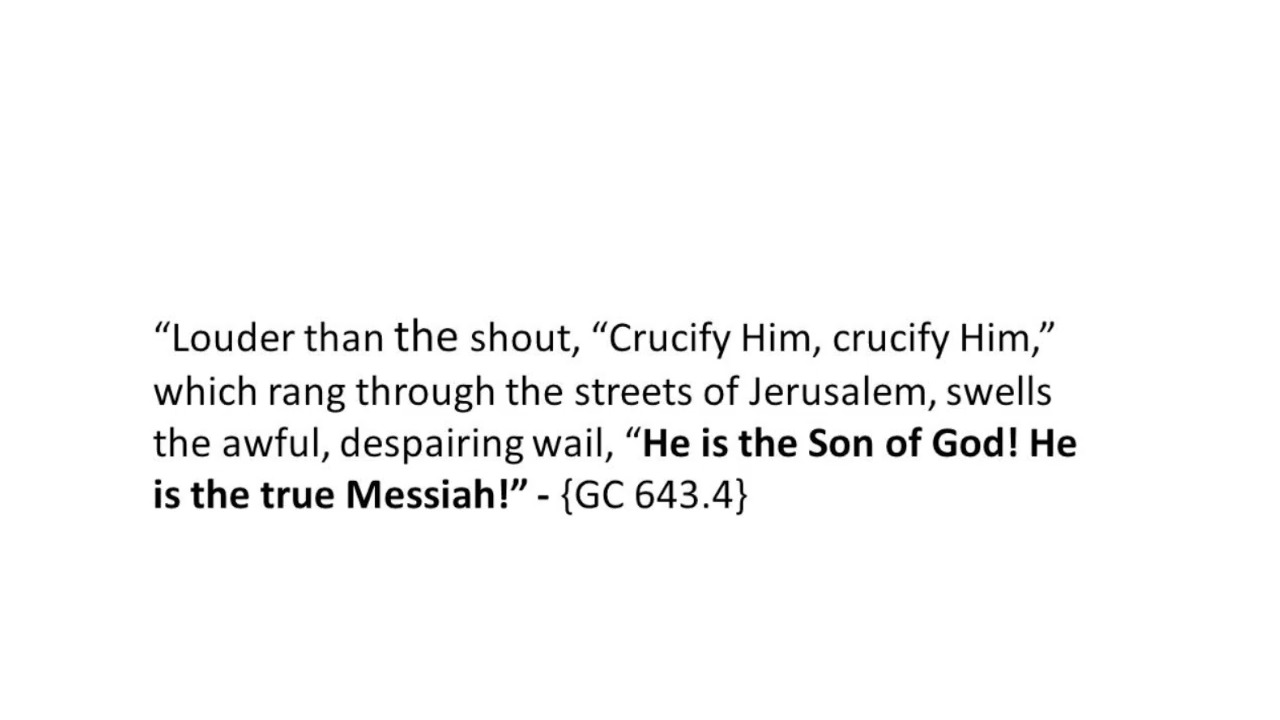 “Louder than the shout, “Crucify Him, crucify Him,”
which rang through the streets of Jerusalem, swells
the awful, despairing wail, “He is the Son of God! He
is the true Messiah!” - {GC 643.4}